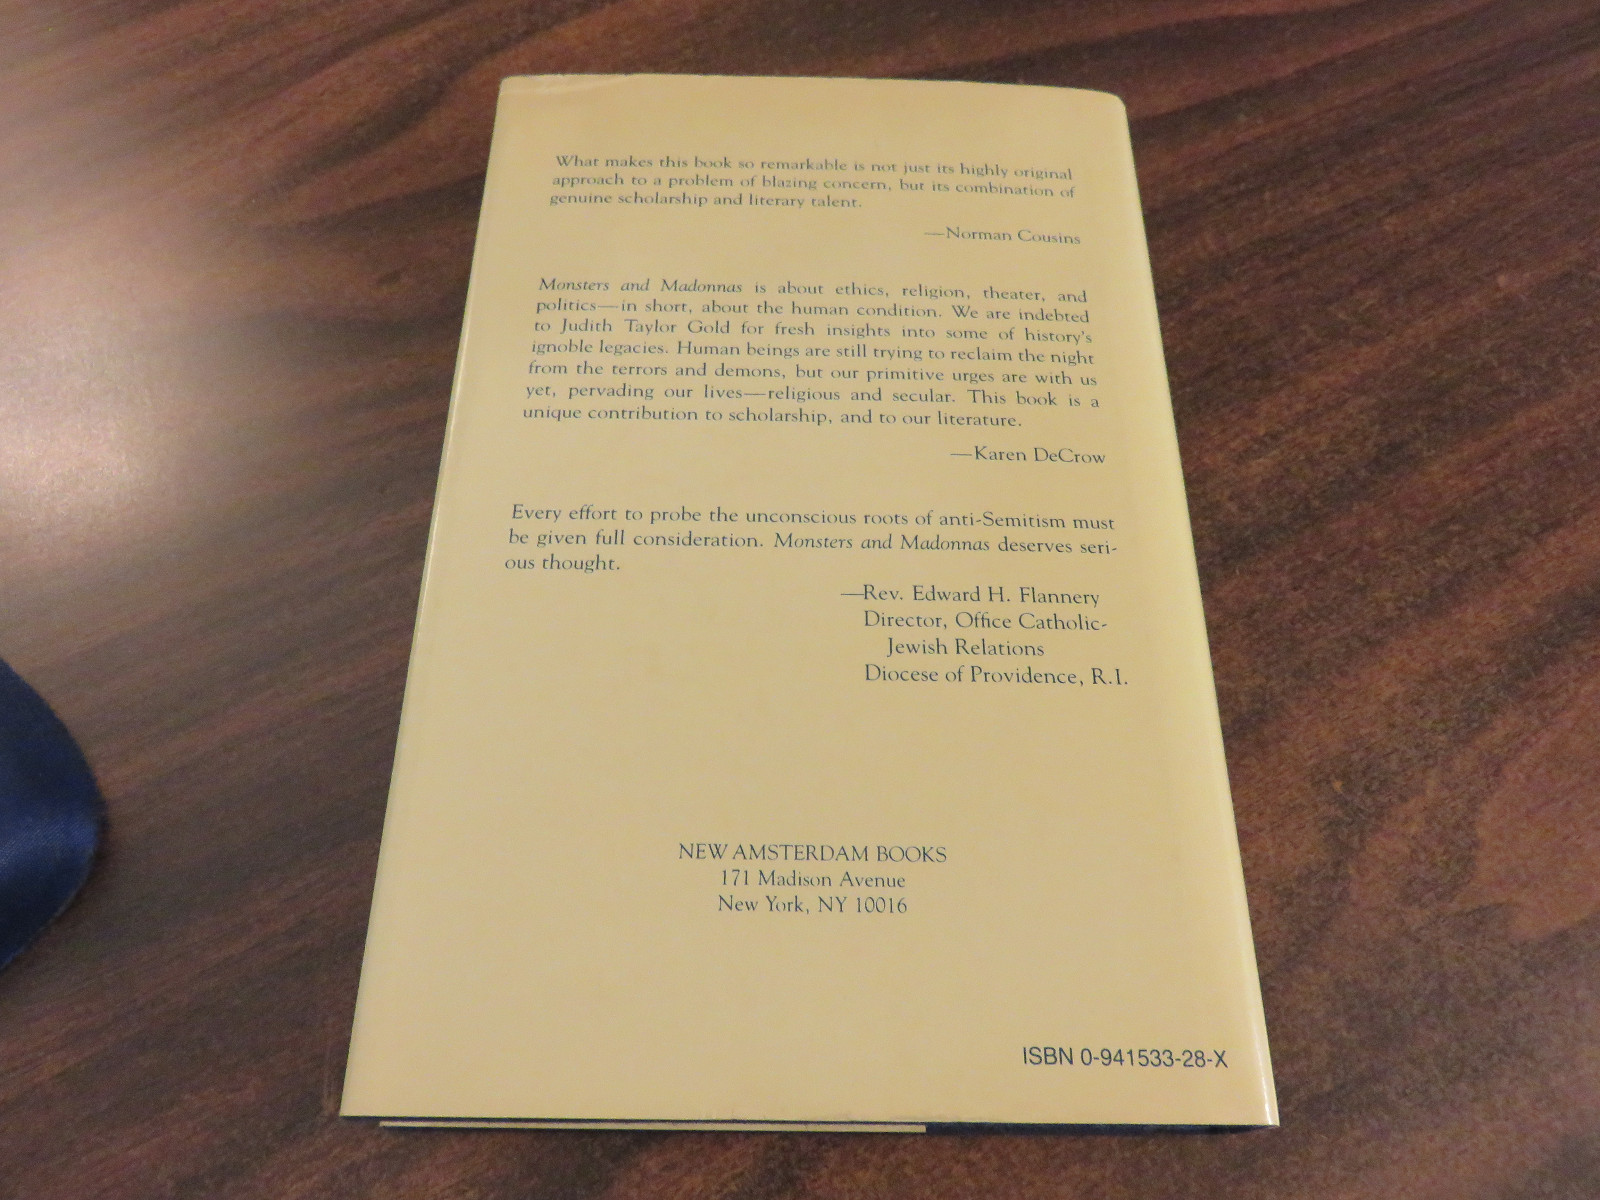 What makes this book so remarkable is not just its highly original
approach to a problem of blazing concern, but its combination of
genuine scholarship and literary talent.
—Norman Cousins
Monsters and Madonnas is about ethics, religion, theater, and
politics—in short, about the human condition. We are indebted
to Judith Taylor Gold for fresh insights into some of history's
ignoble legacies. Human beings are still trying to reclaim the night
from the terrors and demons, but our primitive urges are with us
yet, pervading our lives—religious and secular. This book is a
unique contribution to scholarship, and to our literature.
—Karen DeCrow
Every effort to probe the unconscious roots of anti-Semitism must
be given full consideration. Monsters and Madonnas deserves seri-
ous thought.
—Rev. Edward H. Flannery
Director, Office Catholic-
Jewish Relations
Diocese of Providence, R.I.
NEW AMSTERDAM BOOKS
171 Madison Avenue
New York, NY 10016
ISBN 0-941533-28-X